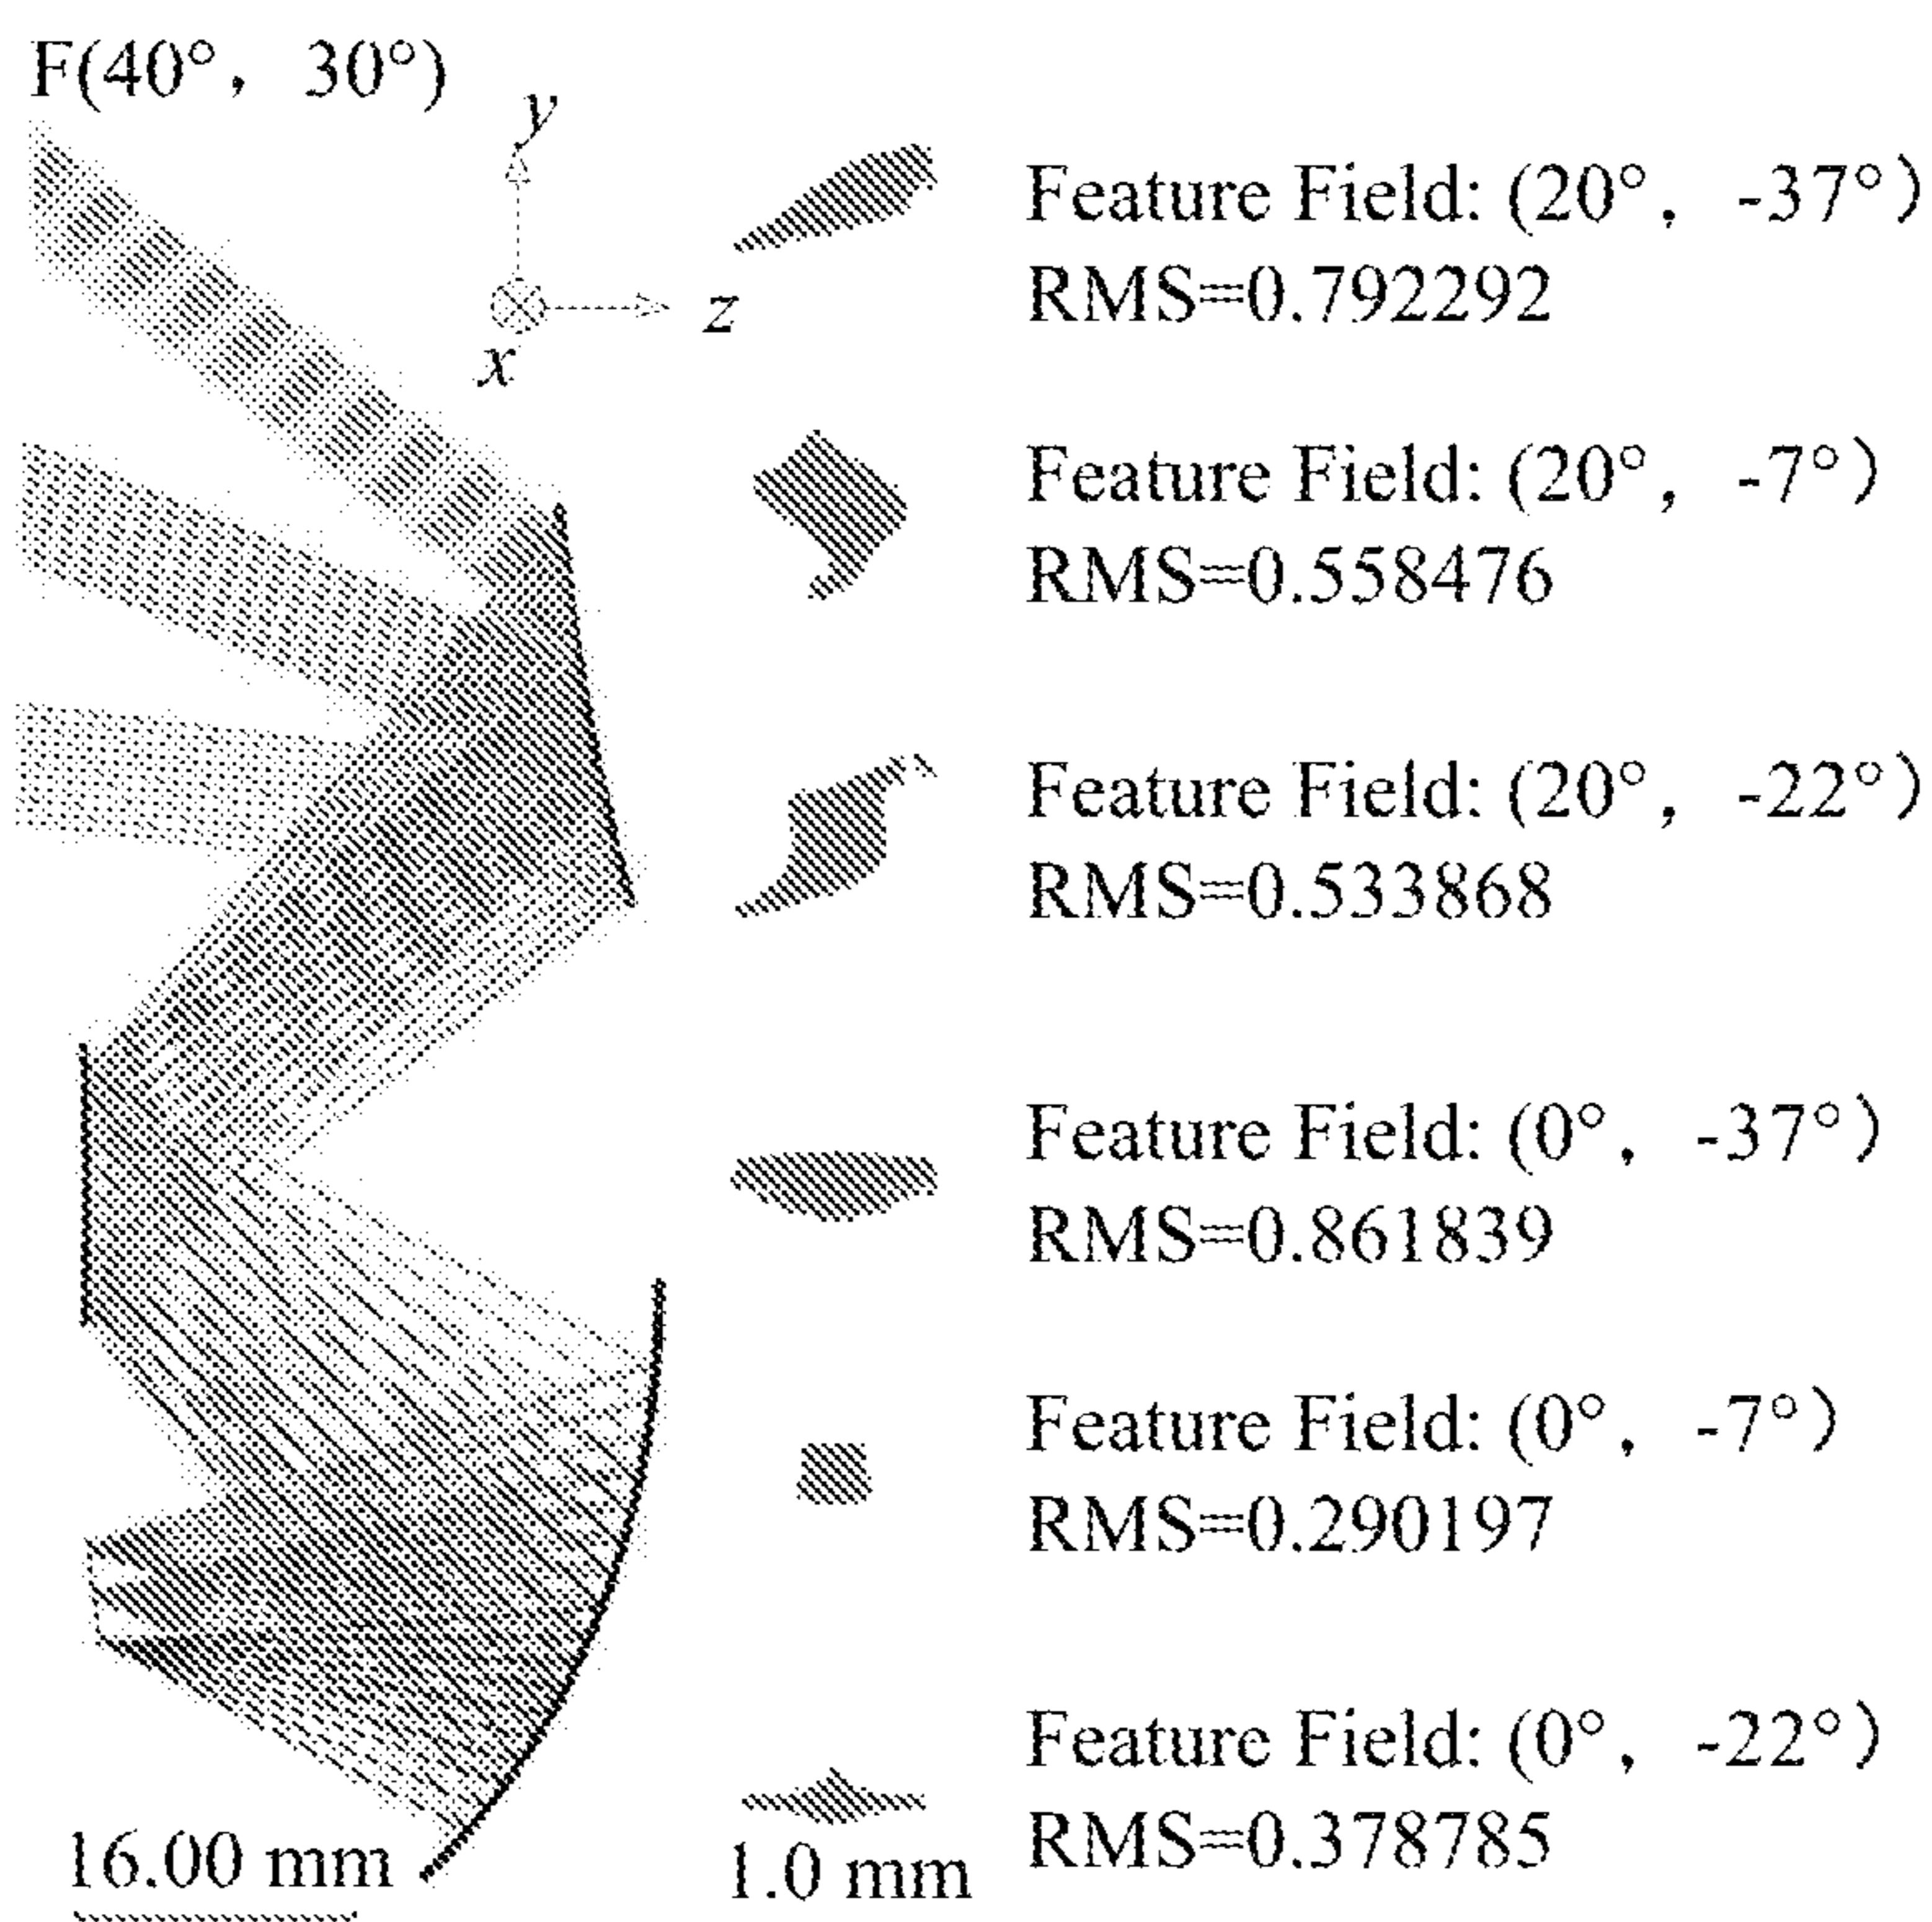 F(40°, 30°)
y
z
x
Feature Field: (20°, -37°)
RMS=0.792292
Feature Field: (20°, -7°)
RMS=0.558476
Feature Field: (20°, -22°)
RMS=0.533868
Feature Field: (0°, -37°)
RMS=0.861839
Feature Field: (0°, -7°)
RMS=0.290197
Feature Field: (0°, -22°)
RMS=0.378785
16.00 mm
1.0 mm